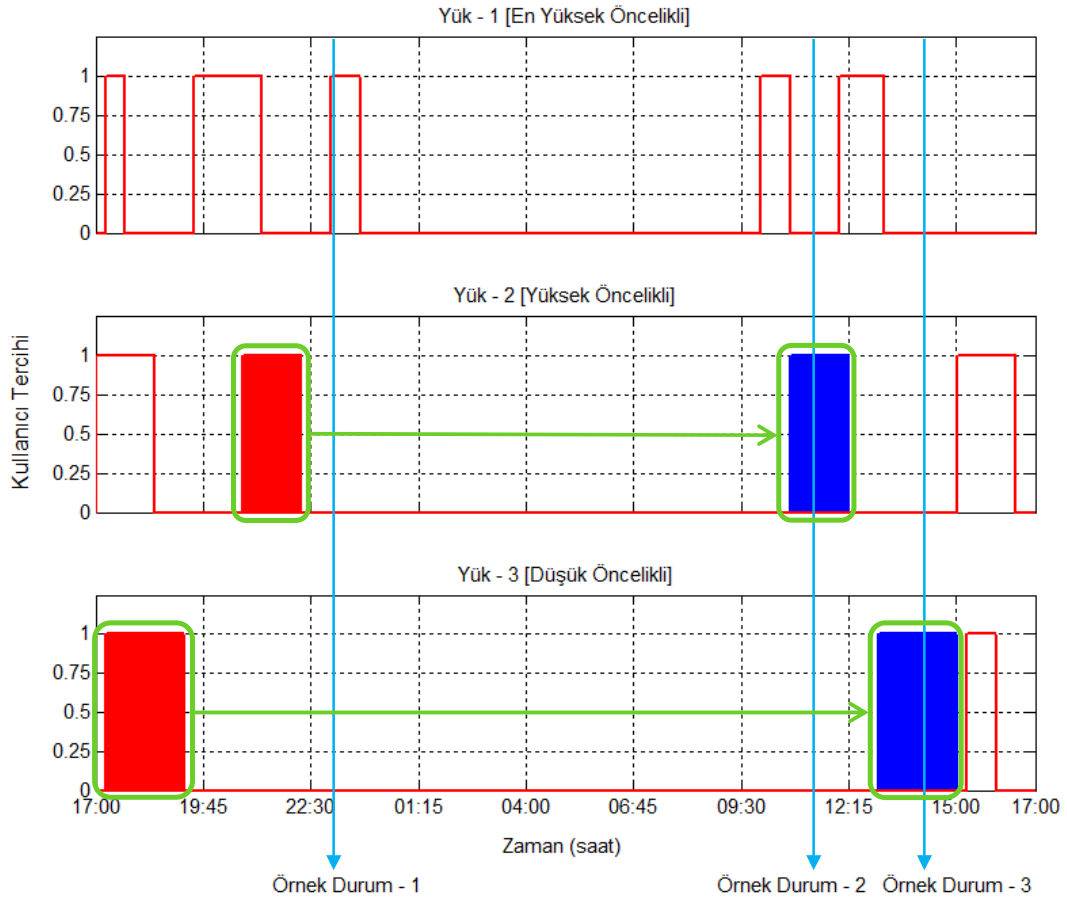 Yük - 1 [En Yüksek Öncelikli]
1
0.75
0.5
0.25
0
Yük - 2 [Yüksek Öncelikli]
Kullanıcı Tercihi
1
0.75
0.5
0.25
0
Yük - 3 [Düşük Öncelikli]
1
0.75
0.5
0.25
0
17:00 19:45 22:30 01:15 04:00 06:45 09:30 12:15 15:00 17:00
Zaman (saat)
Örnek Durum - 1 Örnek Durum - 2 Örnek Durum - 3